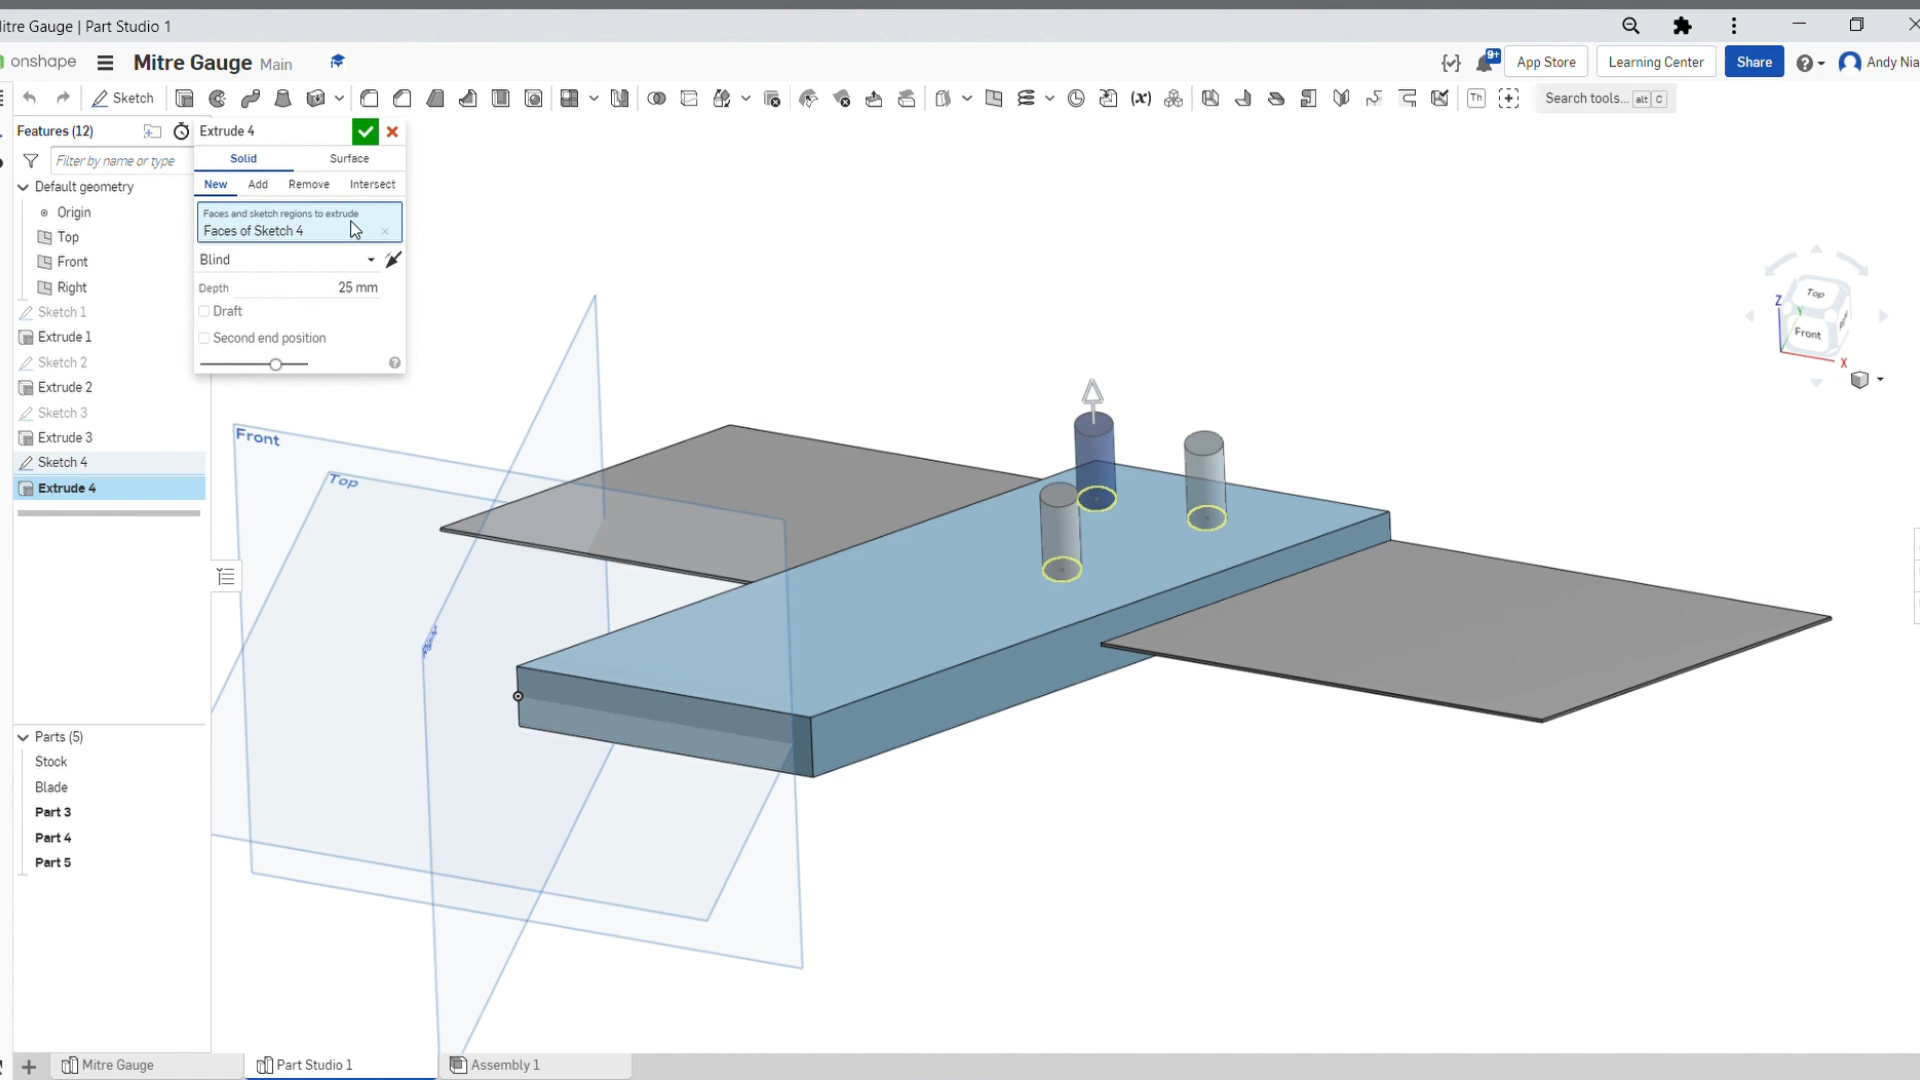 itre Gauge | Part Studio 1
onshape
Mitre Gauge Main
9+
App Store
Learning Center
Share
Andy Nia
Sketch
(x)
Th
Search tools... alt C
Features (12)
Filter by name or type
Default geometry
Origin
Top
Front
Right
Sketch 1
Extrude 1
Sketch 2
Extrude 2
Sketch 3
Extrude 3
Sketch 4
Extrude 4
Extrude 4
Solid
Surface
New
Add
Remove
Intersect
Faces and sketch regions to extrude
Faces of Sketch 4
Blind
Depth
25 mm
Draft
Second end position
Front
Top
Top
Front
Z
Y
X
Parts (5)
Stock
Blade
Part 3
Part 4
Part 5
Mitre Gauge
Part Studio 1
Assembly 1